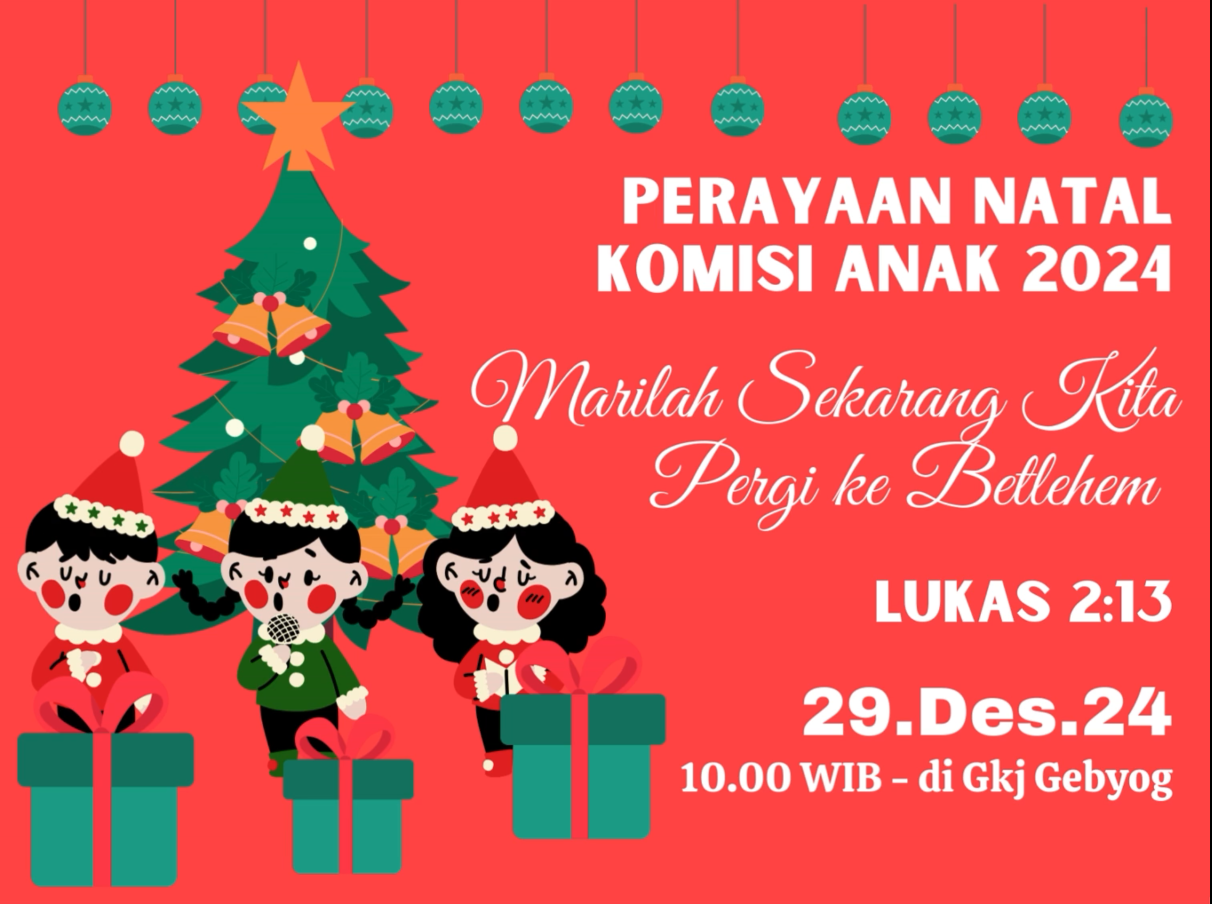 PERAYAAN NATAL
KOMISI ANAK 2024
Marilah Sekarang Kita
Pergi ke Betlehem
LUKAS 2:13
29.Des.24
10.00 WIB - di Gkj Gebyog